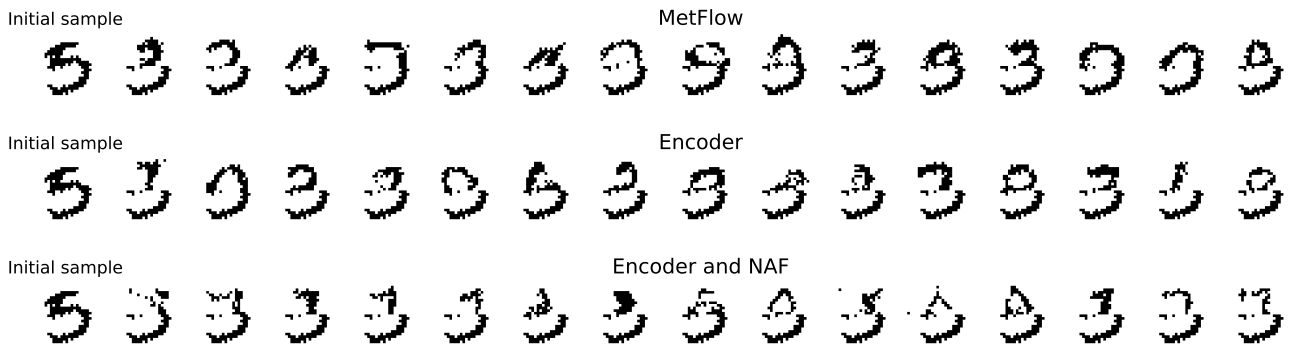 Initial sample
MetFlow
Initial sample
Encoder
Initial sample
Encoder and NAF